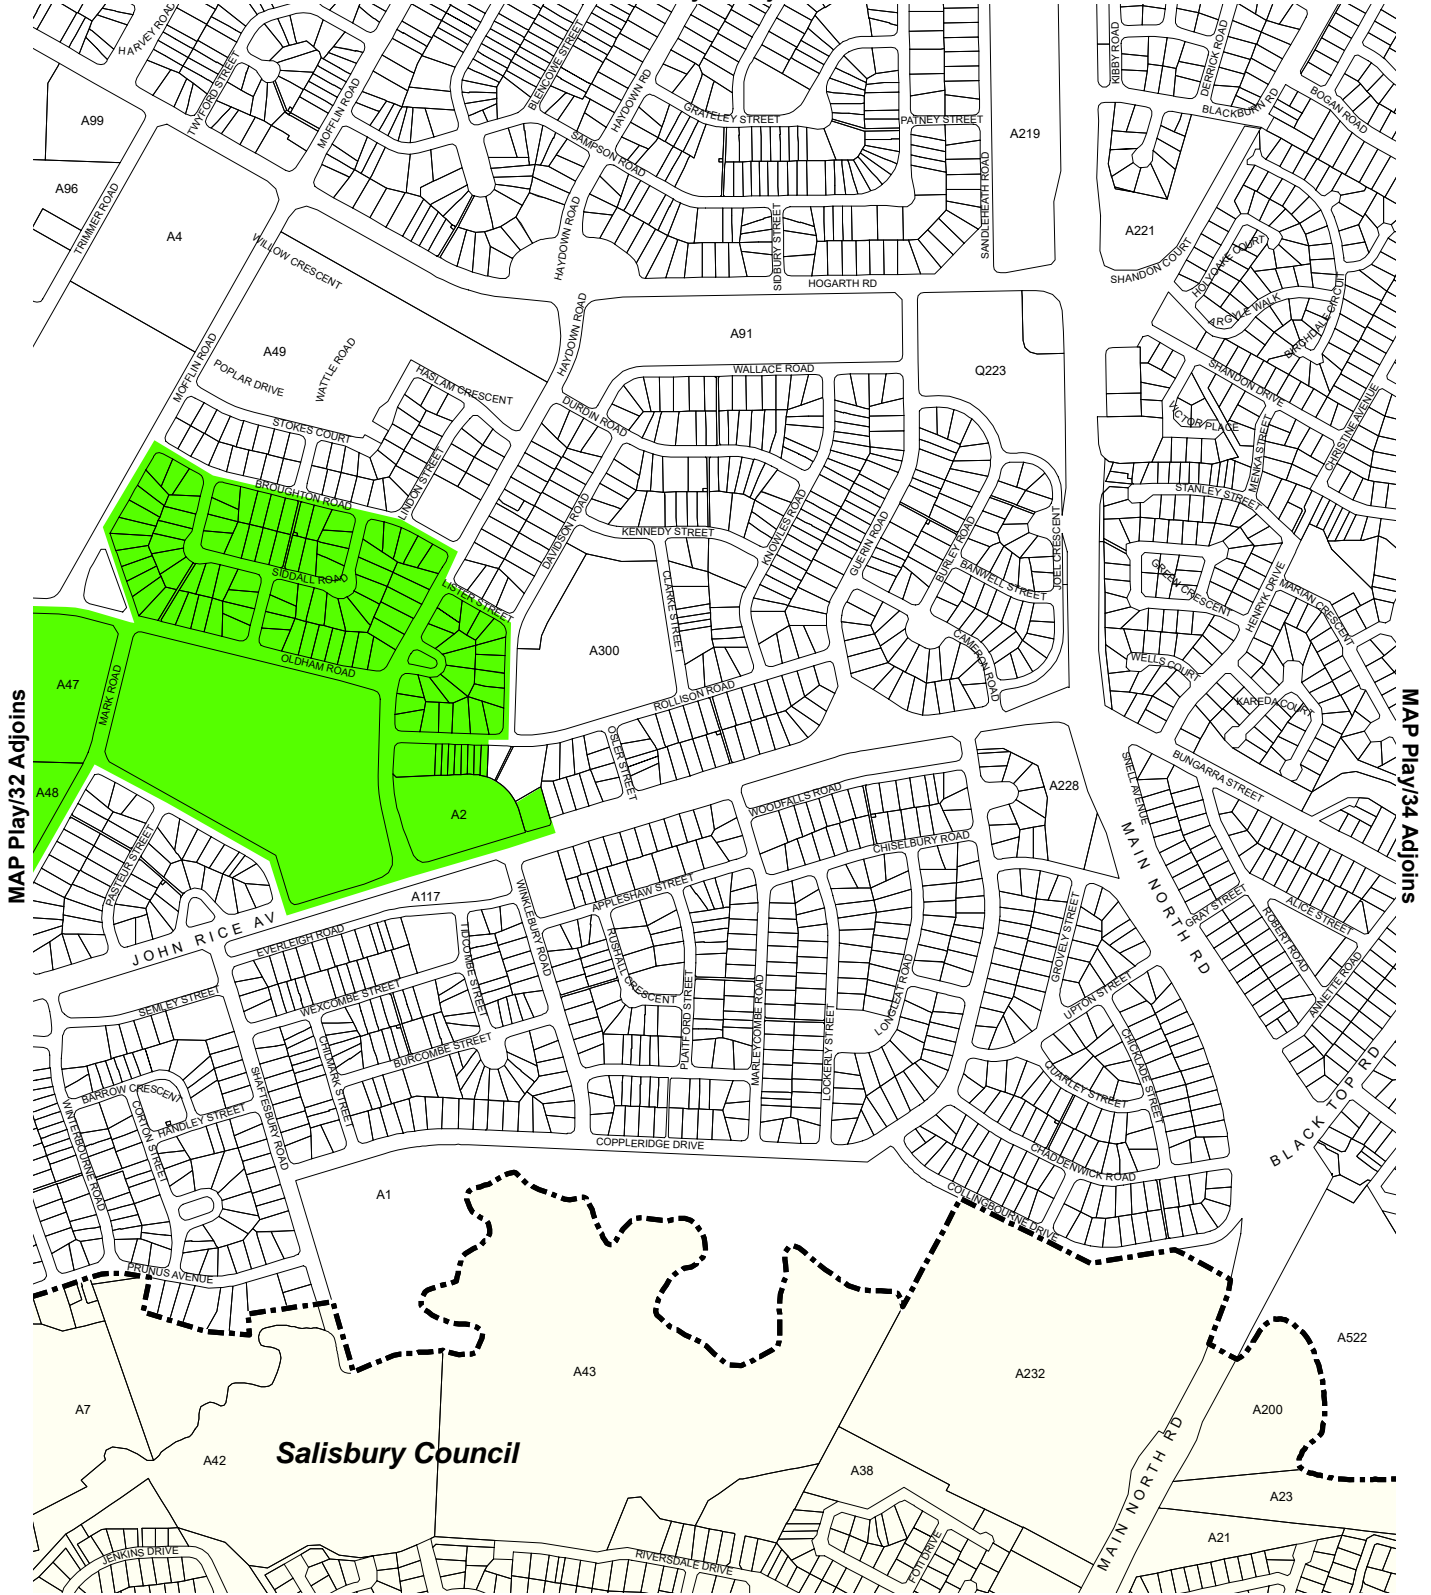 HARVEY ROAD
TWYFORD STREET
MOFFLIN ROAD
BLENCOWE STREET
HAYDOWN RD
GRATELEY STREET
PATNEY STREET
SAMPSON ROAD
KIBBY ROAD
DERRICK ROAD
BLACKBURN RD
BOGAN ROAD
A99
A96
A219
TRIMMER ROAD
A4
WILLOW CRESCENT
HAYDOWN ROAD
SIDBURY STREET
SANDLEHEATH ROAD
HOGARTH RD
A221
SHANDON COURT
HOLYOAKE COURT
ARGYLE WALK
BIRGHDALE CIRCUIT
A49
MOFFLIN ROAD
POPLAR DRIVE
WATTLE ROAD
HASLAM CRESCENT
HAYDOWN ROAD
A91
WALLACE ROAD
Q223
SHANDON DRIVE
CHRISTINE AVENUE
VICTOR PLACE
MENKA STREET
STOKES COURT
DURDIN ROAD
BROUGHTON ROAD
LINDON STREET
STANLEY STREET
KENNEDY STREET
DAVIDSON ROAD
KNOWLES ROAD
GUERIN ROAD
BURLEY ROAD
BANWELL STREET
JOEL CRESCENT
GREEN CRESCENT
HENRYK DRIVE
MARIAN CRESCENT
SIDDALL ROAD
LISTER STREET
CLARKE STREET
A300
CAMERON ROAD
WELLS COURT
KAREDA COURT
OLDHAM ROAD
ROLLISON ROAD
A47
MARK ROAD
MAP Play/32 Adjoins
MAP Play/34 Adjoins
OSLER STREET
BUNGARRA STREET
SNELL AVENUE
A48
A2
A228
WOODFALLS ROAD
CHISELBURY ROAD
MAIN NORTH RD
PASTEUR STREET
A117
WINKLEBURY ROAD
APPLESHAW STREET
GROVELY STREET
GRAY STREET
ALICE STREET
ROBERT ROAD
JOHN RICE AV
EVERLEIGH ROAD
TIDCOMBE STREET
RUSHALL CRESCENT
LONGLEAT ROAD
ANNETTE ROAD
SEMLEY STREET
WEXCOMBE STREET
PLAITFORD STREET
MARLEYCOMBE ROAD
LOCKERLY STREET
UPTON STREET
CHICKLADE STREET
BURCOMBE STREET
CHIDMARK STREET
QUARLEY STREET
BLACK TOP RD
BARROW CRESCENT
SHAFTESBURY ROAD
WINTERBOURNE ROAD
CORTON STREET
HANDLEY STREET
COPPLERIDGE DRIVE
CHADDENWICK ROAD
COLLINGBOURNE DRIVE
A1
PRUNUS AVENUE
A522
A43
A232
A7
A200
A42
Salisbury Council
A38
MAIN NORTH RD
A23
A21
JENKINS DRIVE
RIVERSDALE DRIVE